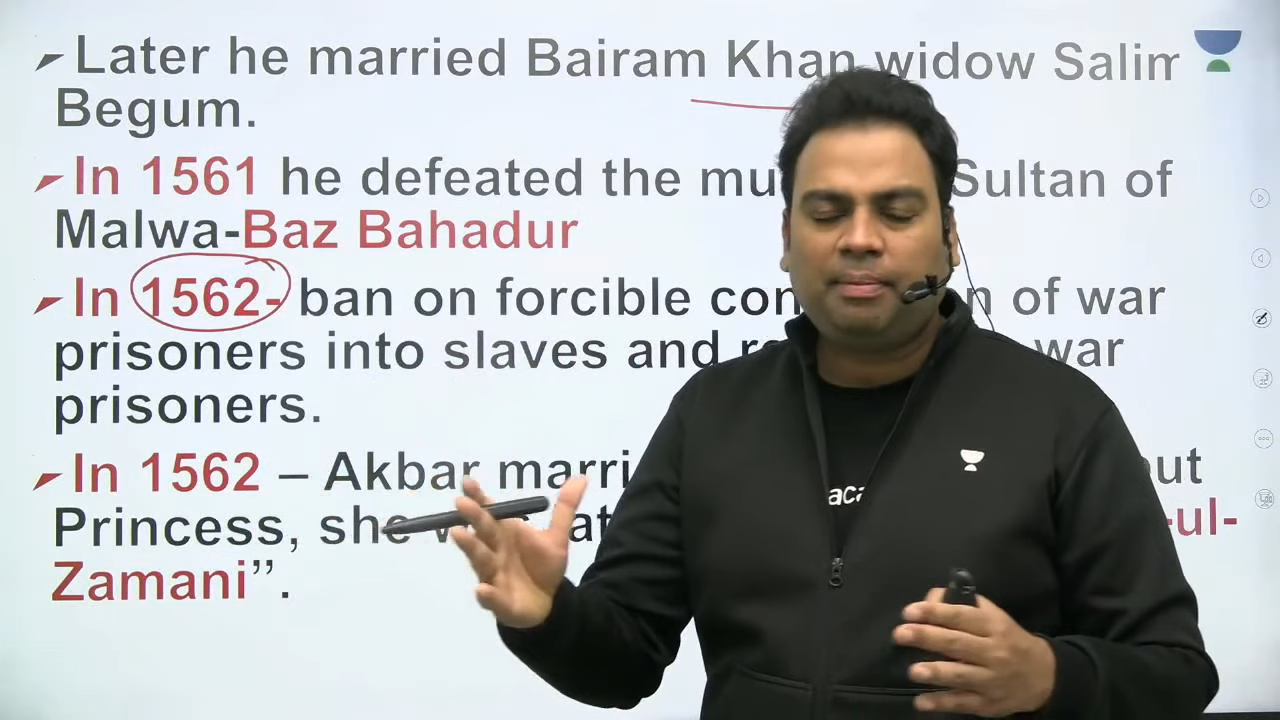 Later he married Bairam Khan widow Salim
Begum.
In 1561 he defeated the mu Sultan of
Malwa-Baz Bahadur
In 1562- ban on forcible con n of war
prisoners into slaves and war
prisoners.
In 1562 – Akbar marri ut
Princess, she at -ul-
Zamani”.
aca